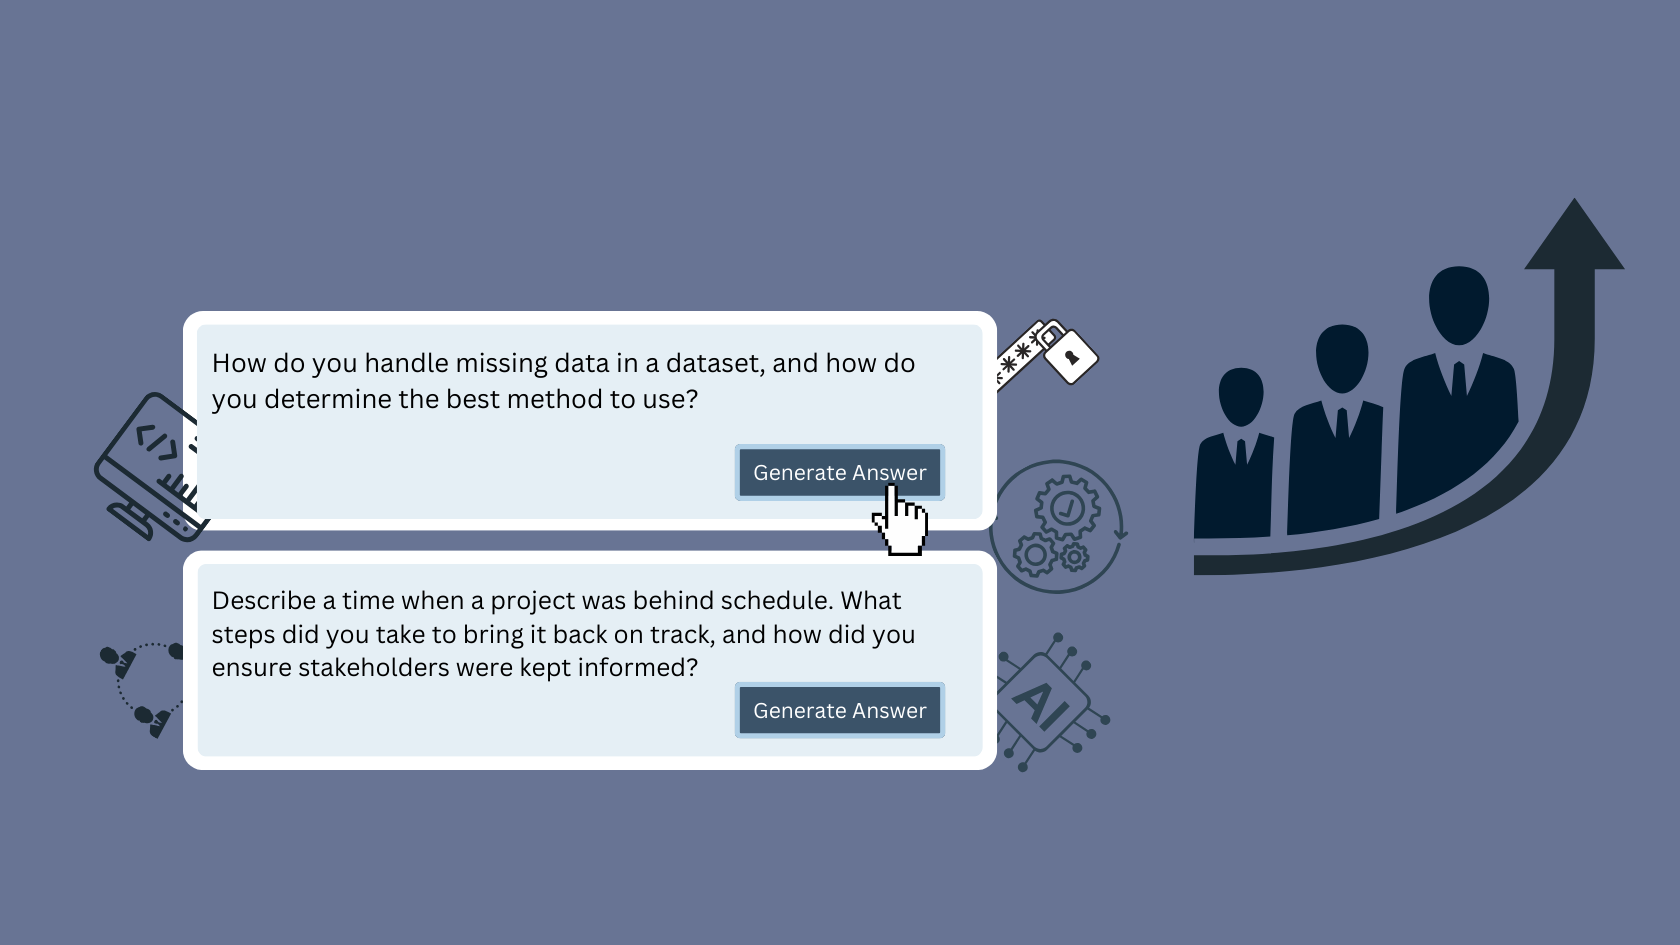 How do you handle missing data in a dataset, and how do
you determine the best method to use?
Generate Answer
Describe a time when a project was behind schedule. What
steps did you take to bring it back on track, and how did you
ensure stakeholders were kept informed?
Generate Answer
</>
****
AI